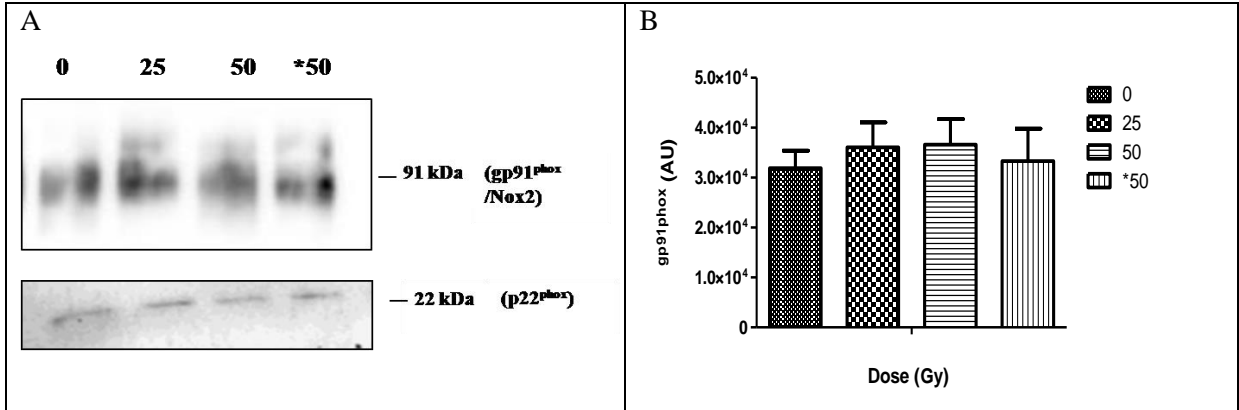 A
0 25 50 *50
91 kDa (gp91phox
/Nox2)
22 kDa (p22phox)
B
5.0×10⁴
4.0×10⁴
3.0×10⁴
2.0×10⁴
1.0×10⁴
0
gp91phox (AU)
Dose (Gy)
0
25
50
*50